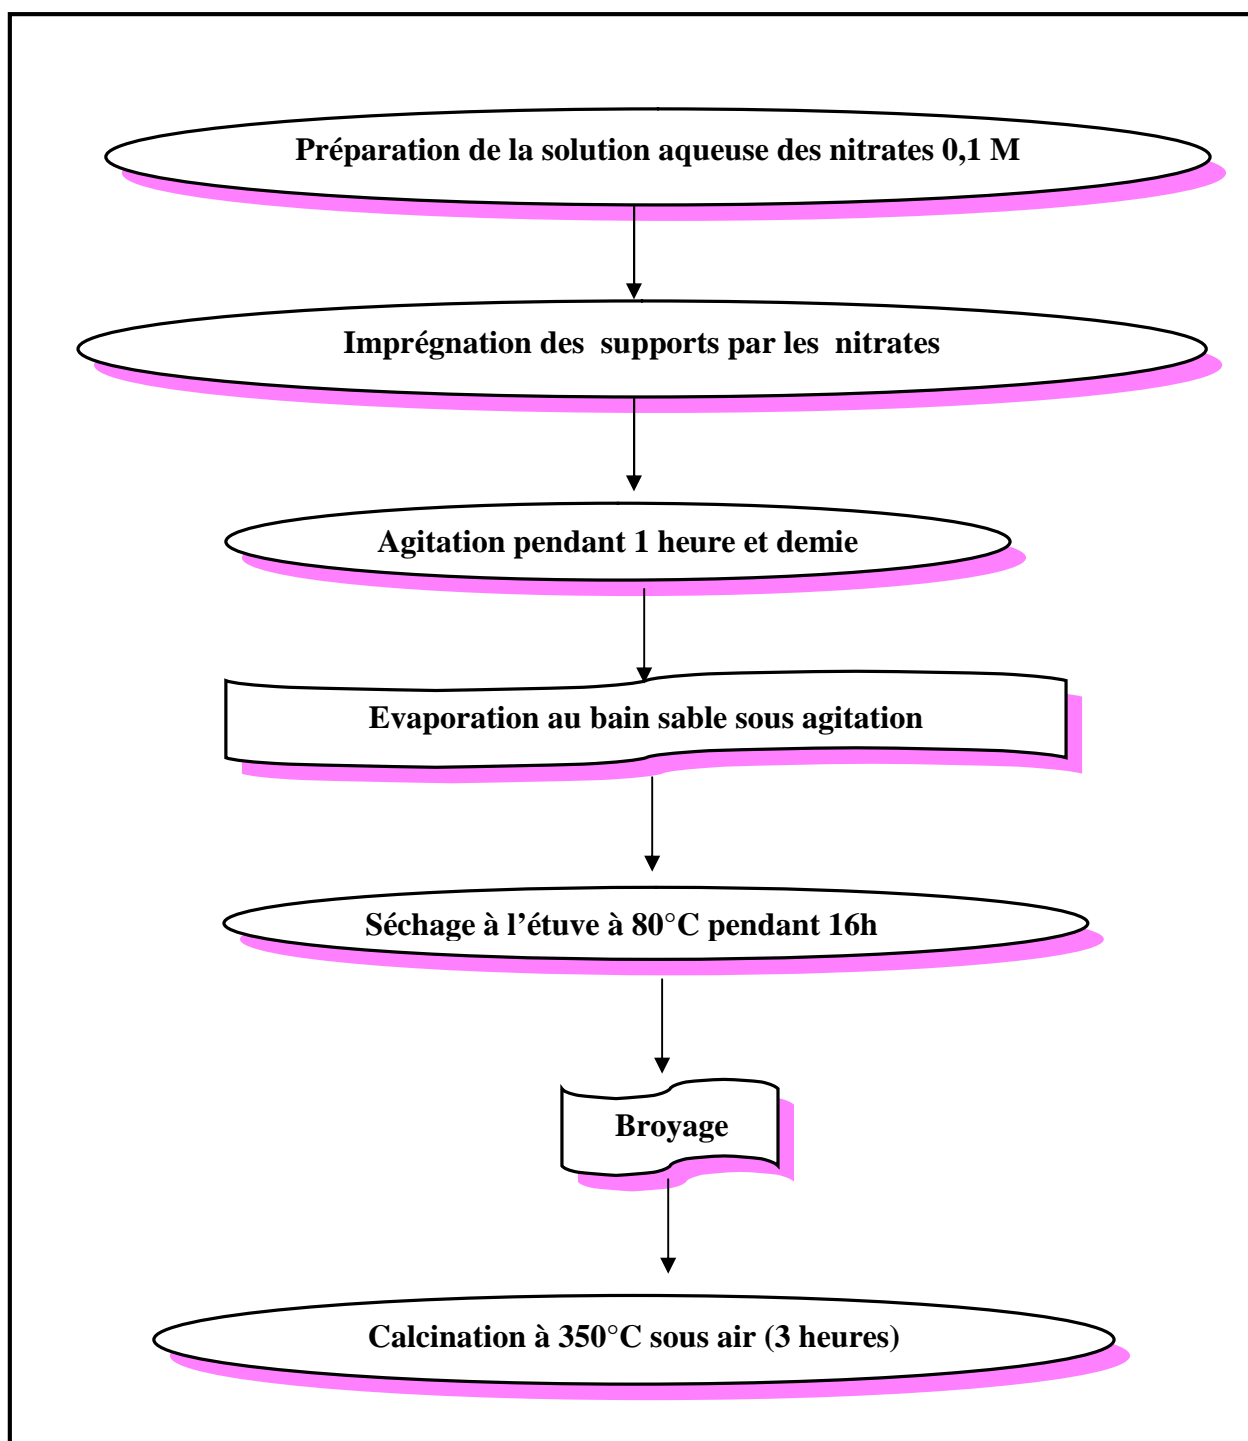 Préparation de la solution aqueuse des nitrates 0,1 M
Imprégnation des supports par les nitrates
Agitation pendant 1 heure et demie
Evaporation au bain sable sous agitation
Séchage à l’étuve à 80°C pendant 16h
Broyage
Calcination à 350°C sous air (3 heures)